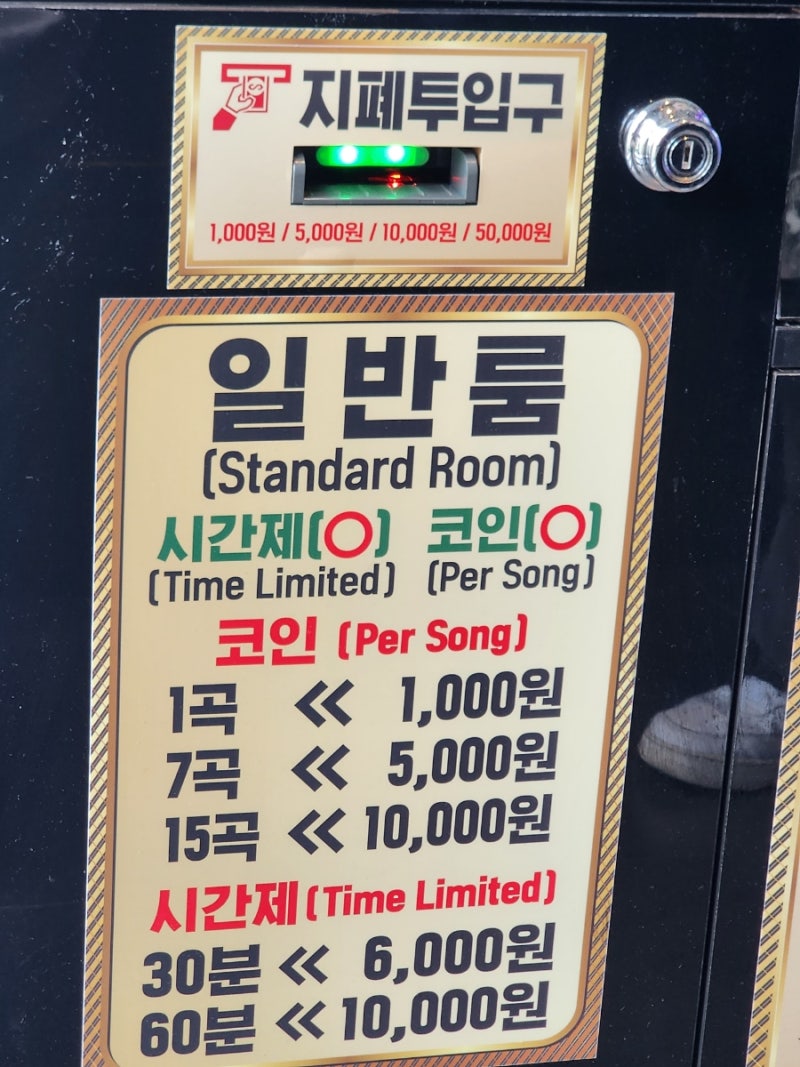 지폐투입구
1,000원 / 5,000원 / 10,000원 / 50,000원
일반룸
(Standard Room)
시간제(O) 코인(O)
(Time Limited) (Per Song)
코인 (Per Song)
1곡 << 1,000원
7곡 << 5,000원
15곡 << 10,000원
시간제 (Time Limited)
30분 << 6,000원
60분 << 10,000원